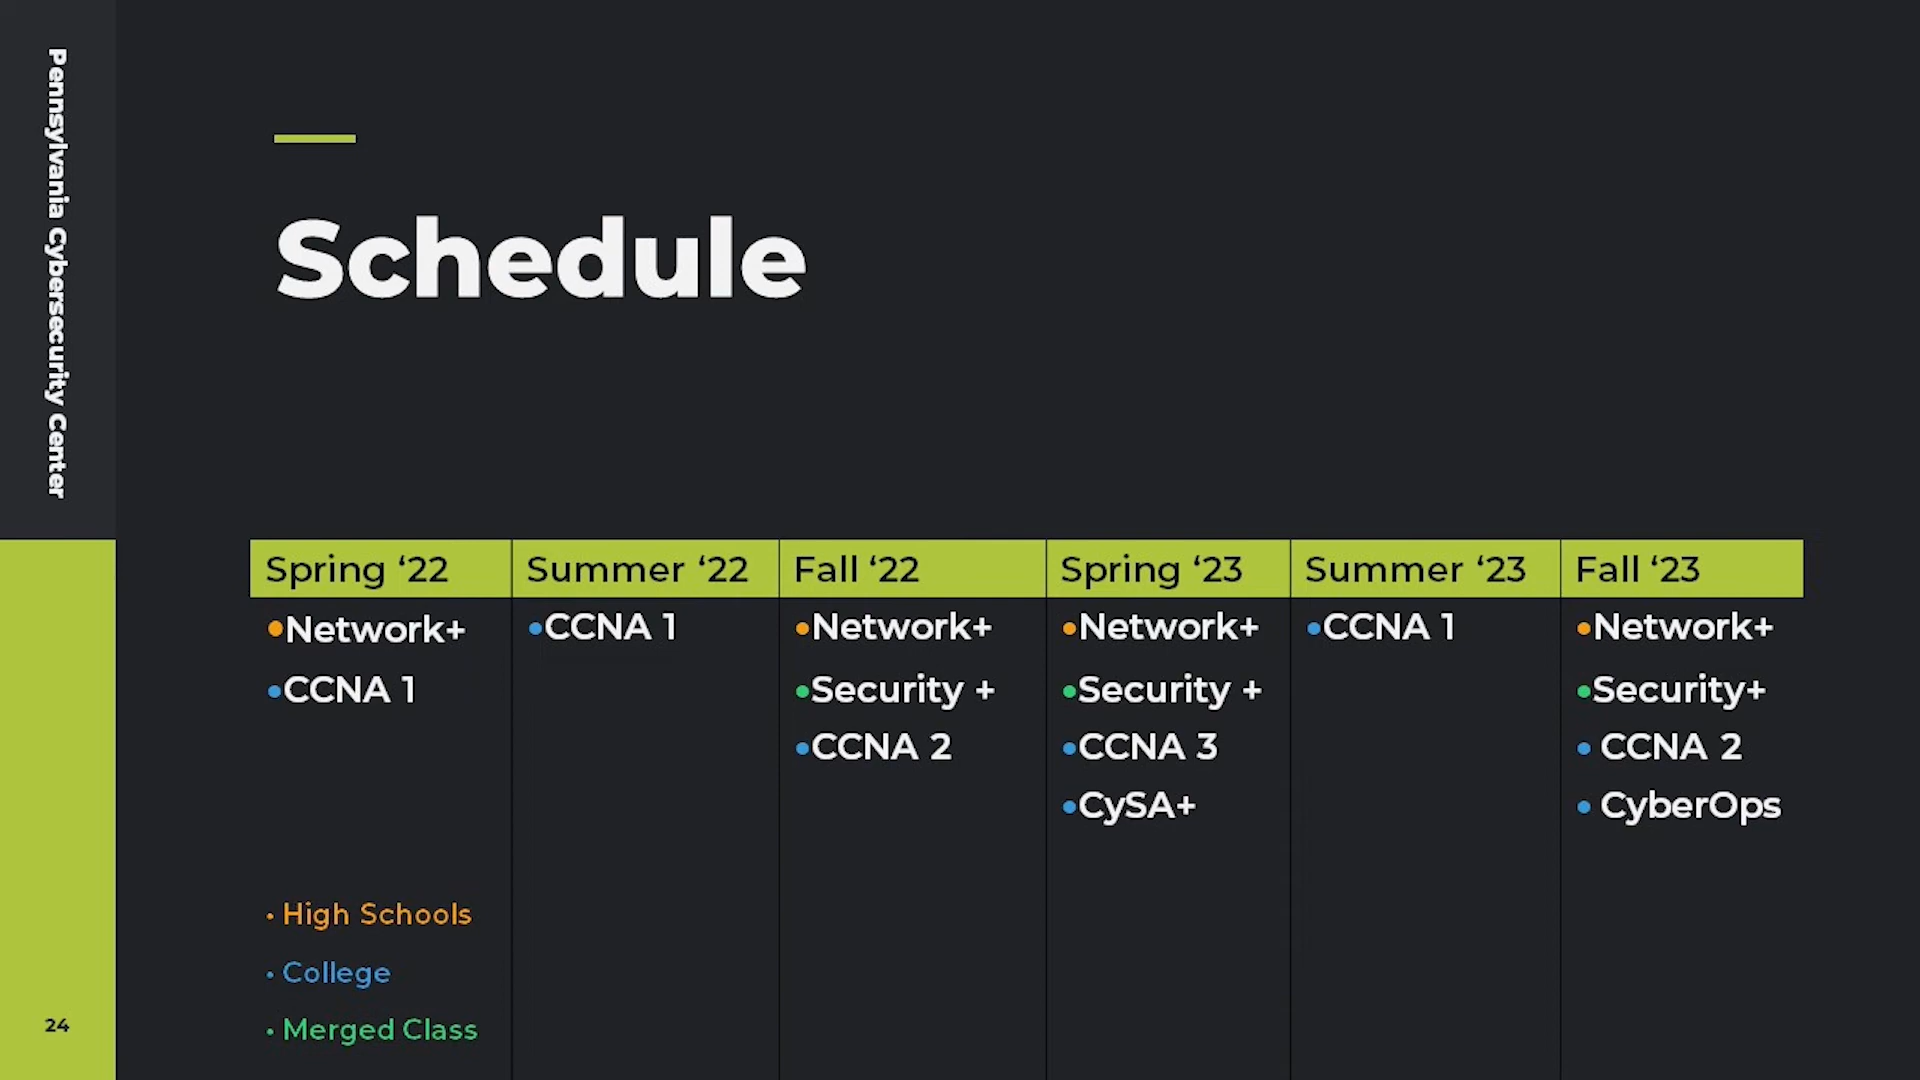 Pennsylvania Cybersecurity Center
Schedule
Spring ‘22
•Network+
•CCNA 1
Summer ‘22
•CCNA 1
Fall ‘22
•Network+
•Security +
•CCNA 2
Spring ‘23
•Network+
•Security +
•CCNA 3
•CySA+
Summer ‘23
•CCNA 1
Fall ‘23
•Network+
•Security+
• CCNA 2
• CyberOps
• High Schools
• College
• Merged Class
24